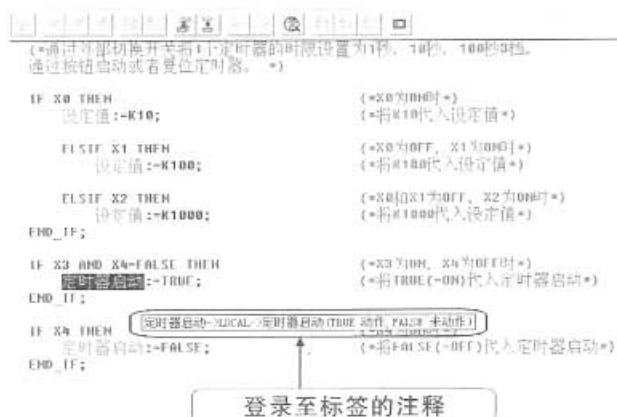 (*通过外部切换开关将1个定时器的时限设置为1秒、10秒、100秒3档。
通过按钮启动或者复位定时器。 *)
IF X0 THEN (*X0为ON时*)
设定值:=K10; (*将K10代入设定值*)
ELSIF X1 THEN (*X0为OFF, X1为ON时*)
设定值:=K100; (*将K100代入设定值*)
ELSIF X2 THEN (*X0和X1为OFF, X2为ON时*)
设定值:=K1000; (*将K1000代入设定值*)
END_IF;
IF X3 AND X4=FALSE THEN (*X3为ON, X4为OFF时*)
定时器启动:=TRUE; (*将TRUE(=ON)代入定时器启动*)
END_IF;
定时器启动->LOCAL->定时器启动(TRUE 动作, FALSE 未动作)
IF X4 THEN
定时器启动:=FALSE; (*将FALSE(=OFF)代入定时器启动*)
END_IF;
登录至标签的注释